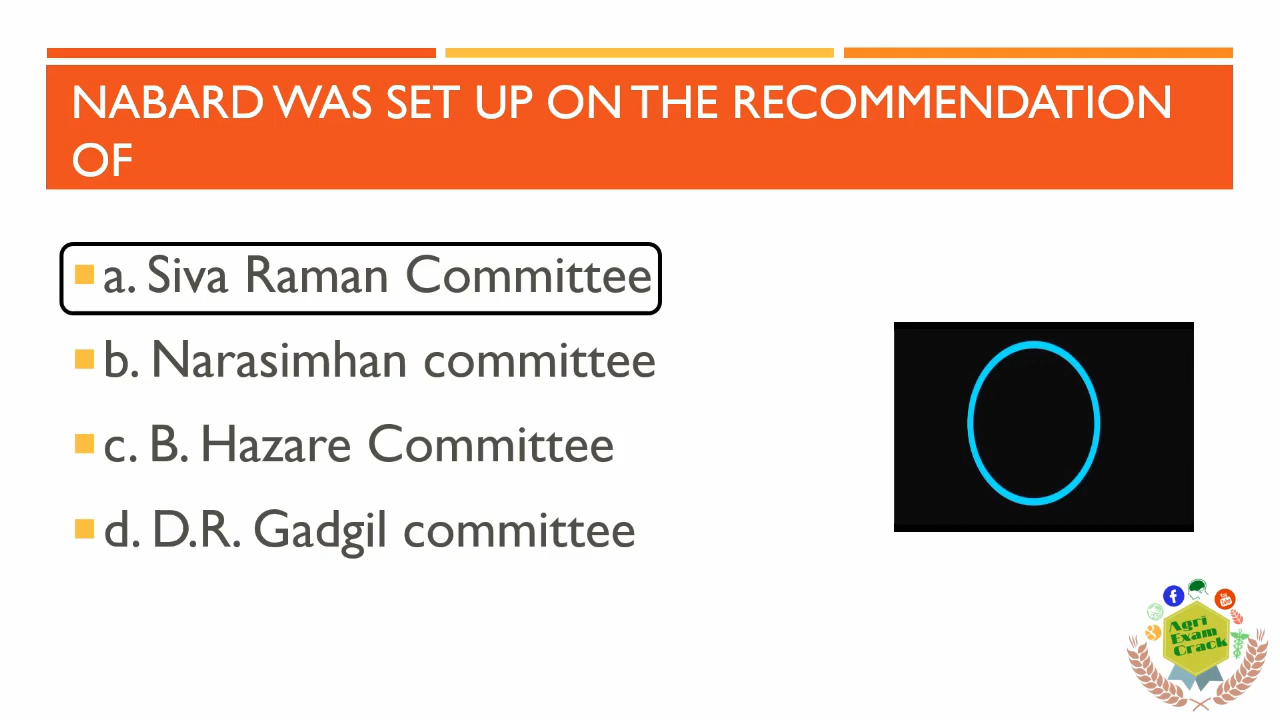 NABARD WAS SET UP ON THE RECOMMENDATION
OF
a. Siva Raman Committee
b. Narasimhan committee
c. B. Hazare Committee
d. D.R. Gadgil committee
Agri
Exam
Crack